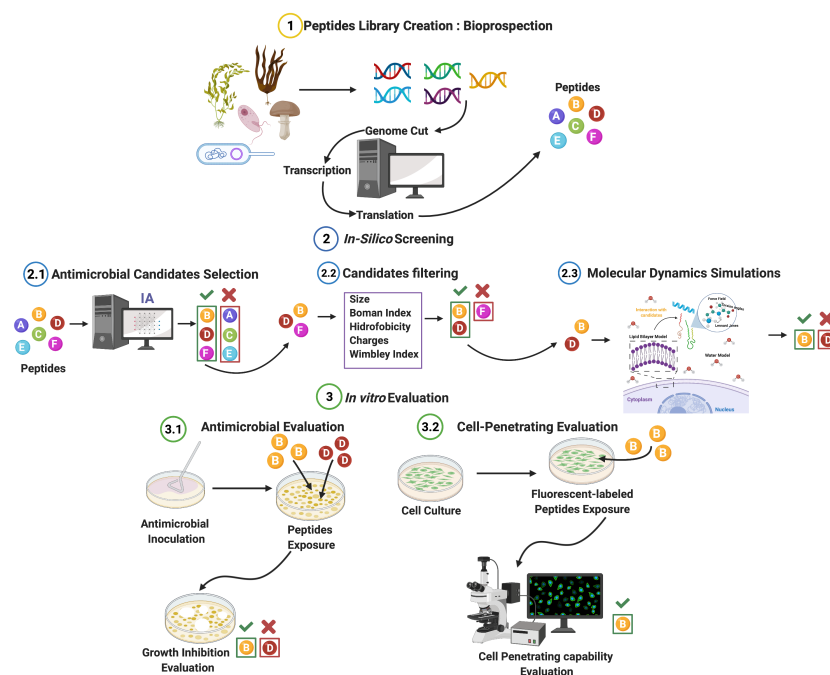 1 Peptides Library Creation : Bioprospection
Peptides
B
A
D
C
E
F
Genome Cut
Transcription
Translation
2 In-Silico Screening
2.1 Antimicrobial Candidates Selection
IA
A
B
D
C
E
F
Peptides
B
D
F
A
C
E
B
D
F
2.2 Candidates filtering
Size
Boman Index
Hidrofobicity
Charges
Wimbley Index
B
D
F
2.3 Molecular Dynamics Simulations
B
D
Interaction with
Force Field
Lennard Jones
Lipid Bilayer Model
Water Model
Cytoplasm
Nucleus
B
D
3 In vitro Evaluation
3.1 Antimicrobial Evaluation
B
B
B
D
D
D
Antimicrobial
Inoculation
Peptides
Exposure
Growth Inhibition
Evaluation
B
D
3.2 Cell-Penetrating Evaluation
B
B
B
Cell Culture
Fluorescent-labeled
Peptides Exposure
B
Cell Penetrating capability
Evaluation